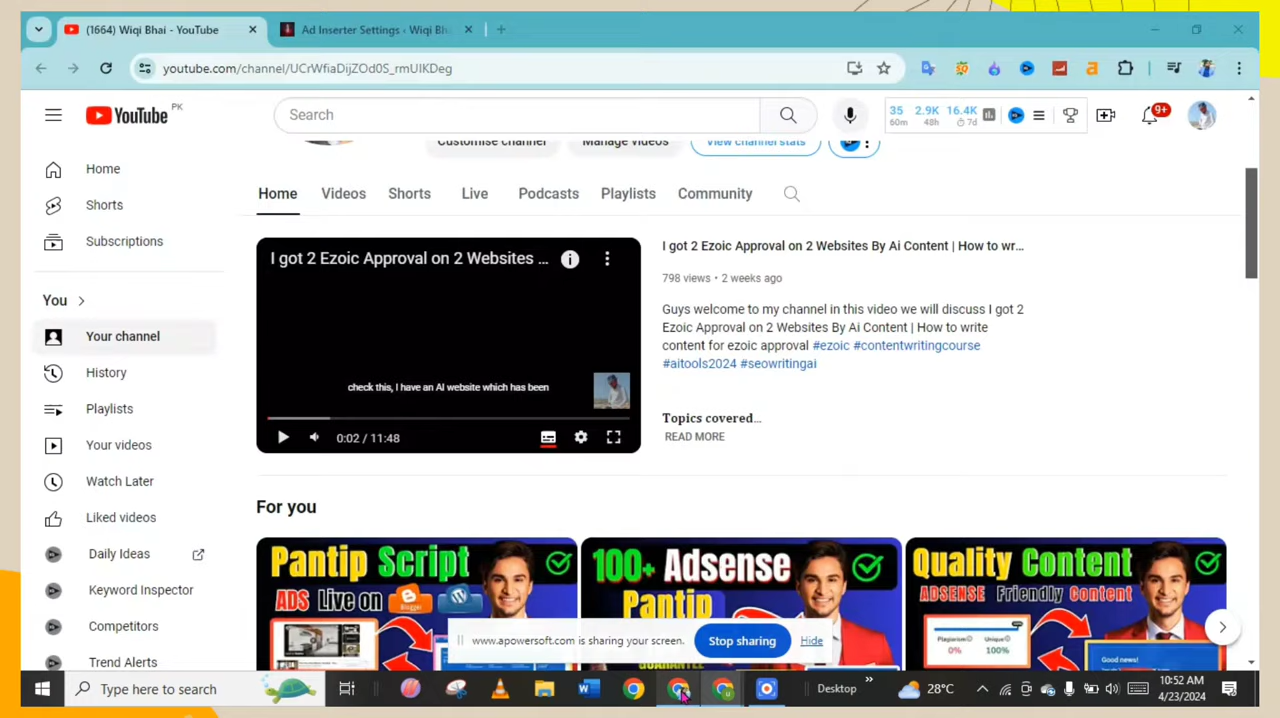 (1664) Wiqi Bhai - YouTube
Ad Inserter Settings - Wiqi Bha
youtube.com/channel/UCrWfiaDijZOd0S_rmUIKDeg
YouTube PK
Search
35 2.9K 16.4K
60m 48h 7d
9+
Customise channel
Manage videos
View channel stats
Home
Shorts
Subscriptions
You
Your channel
History
Playlists
Your videos
Watch Later
Liked videos
Daily Ideas
Keyword Inspector
Competitors
Trend Alerts
Home Videos Shorts Live Podcasts Playlists Community
I got 2 Ezoic Approval on 2 Websites ...
check this, I have an AI website which has been
0:02 / 11:48
I got 2 Ezoic Approval on 2 Websites By Ai Content | How to wr...
798 views • 2 weeks ago
Guys welcome to my channel in this video we will discuss I got 2
Ezoic Approval on 2 Websites By Ai Content | How to write
content for ezoic approval #ezoic #contentwritingcourse
#aitools2024 #seowritingai
Topics covered...
READ MORE
For you
Pantip Script
ADS Live on
100+ Adsense
Pantip
GUARANTEE
Quality Content
ADSENSE Friendly Content
Plagiarism Unique
0% 100%
Good news!
www.apowersoft.com is sharing your screen.
Stop sharing
Hide
Type here to search
Desktop
28°C
10:52 AM
4/23/2024